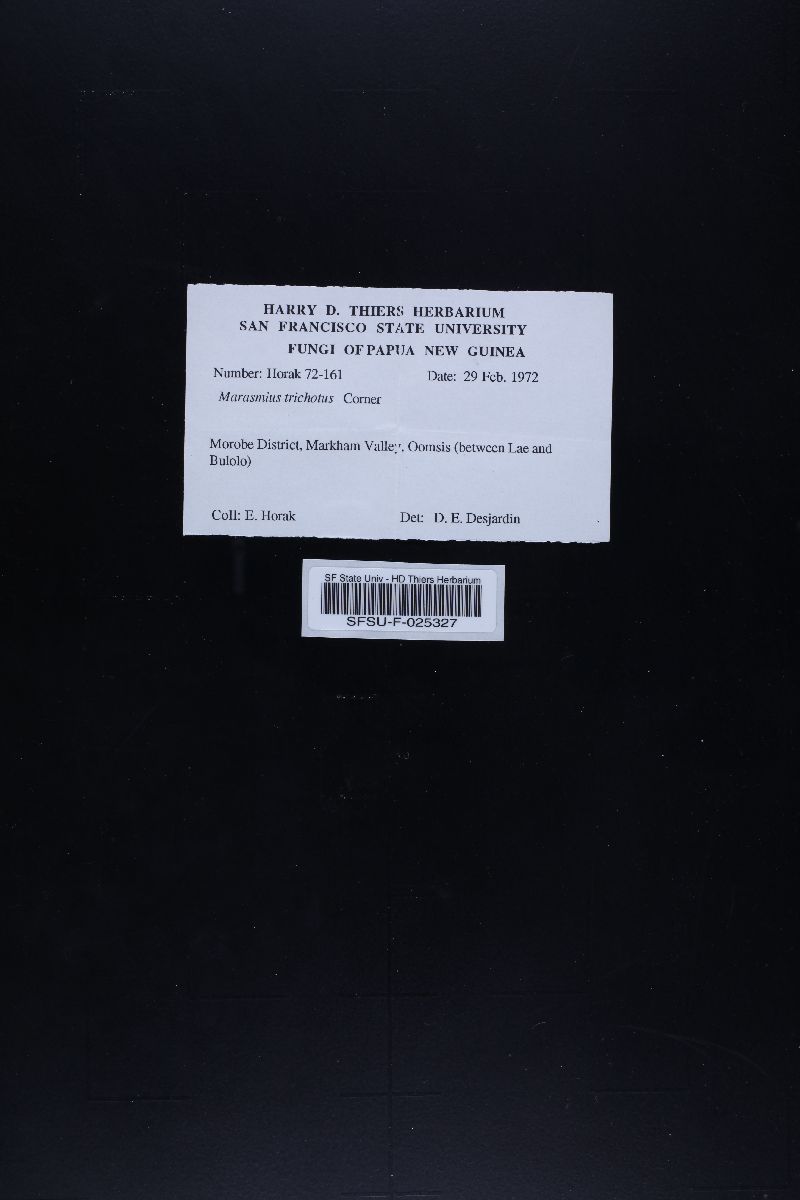 HARRY D. THIERS HERBARIUM
SAN FRANCISCO STATE UNIVERSITY
FUNGI OF PAPUA NEW GUINEA
Number: Horak 72-161 Date: 29 Feb. 1972
Marasmius trichotus Corner
Morobe District, Markham Valley, Oomsis (between Lae and
Bulolo)
Coll: E. Horak Det: D. E. Desjardin
SF State Univ - HD Thiers Herbarium
SFSU-F-025327